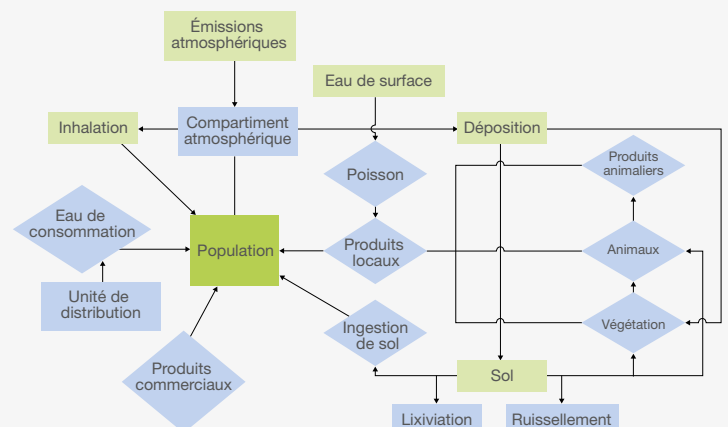 Émissions
atmosphériques
Eau de surface
Inhalation
Compartiment
atmosphérique
Déposition
Produits
animaliers
Poisson
Eau de
consommation
Population
Produits
locaux
Animaux
Unité de
distribution
Ingestion
de sol
Végétation
Produits
commerciaux
Sol
Lixiviation
Ruissellement